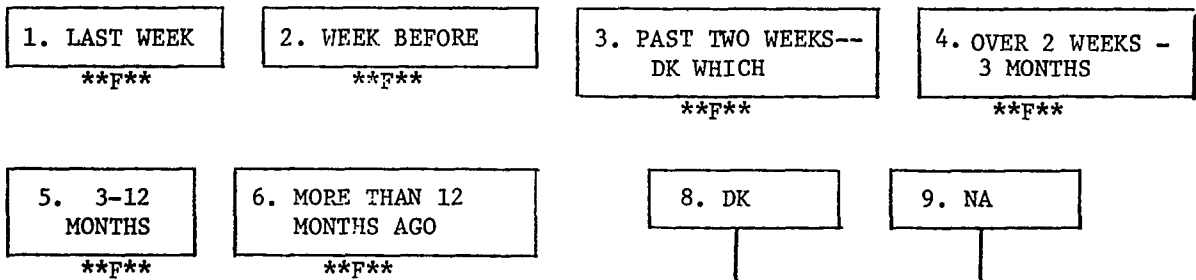 1. LAST WEEK
**F**
2. WEEK BEFORE
**F**
3. PAST TWO WEEKS--
DK WHICH
**F**
4. OVER 2 WEEKS -
3 MONTHS
**F**
5. 3-12
MONTHS
**F**
6. MORE THAN 12
MONTHS AGO
**F**
8. DK
9. NA